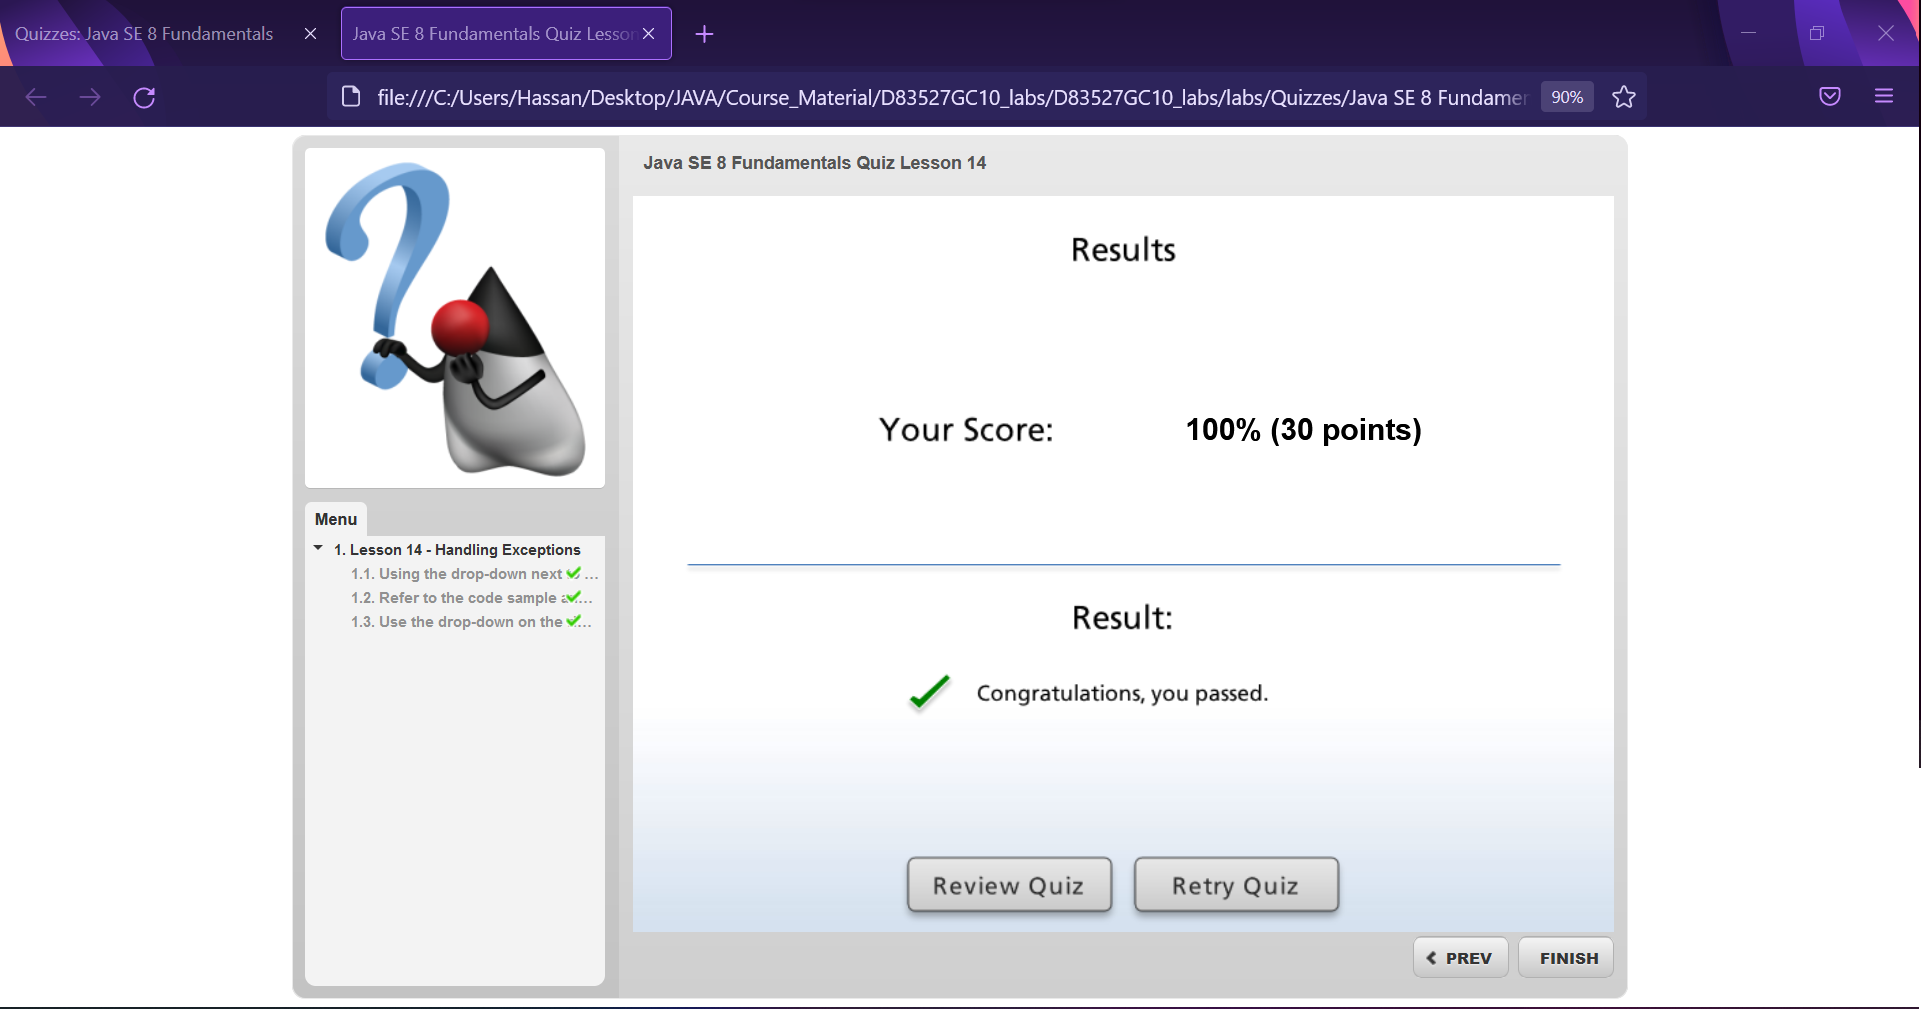 Quizzes: Java SE 8 Fundamentals
Java SE 8 Fundamentals Quiz Lesson
file:///C:/Users/Hassan/Desktop/JAVA/Course_Material/D83527GC10_labs/D83527GC10_labs/labs/Quizzes/Java SE 8 Fundamer
90%
Java SE 8 Fundamentals Quiz Lesson 14
Results
Your Score: 100% (30 points)
Result:
Congratulations, you passed.
Review Quiz Retry Quiz
PREV FINISH
Menu
1. Lesson 14 - Handling Exceptions
1.1. Using the drop-down next ...
1.2. Refer to the code sample ...
1.3. Use the drop-down on the ...